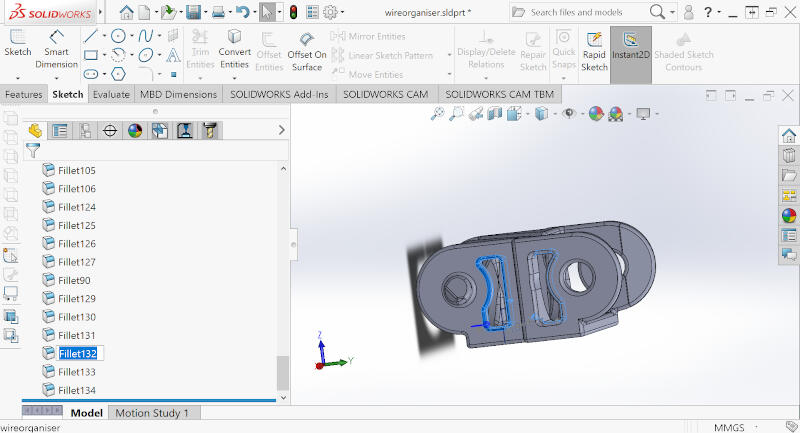 SOLIDWORKS
wireorganiser.sldprt *
Search files and models
?
Sketch
Smart
Dimension
Trim
Entities
Convert
Entities
Offset
Entities
Offset On
Surface
Mirror Entities
Linear Sketch Pattern
Move Entities
Display/Delete
Relations
Repair
Sketch
Quick
Snaps
Rapid
Sketch
Instant2D
Shaded Sketch
Contours
Features
Sketch
Evaluate
MBD Dimensions
SOLIDWORKS Add-Ins
SOLIDWORKS CAM
SOLIDWORKS CAM TBM
Fillet105
Fillet106
Fillet124
Fillet125
Fillet126
Fillet127
Fillet90
Fillet129
Fillet130
Fillet131
Fillet132
Fillet133
Fillet134
Z
Y
Model
Motion Study 1
wireorganiser
MMGS